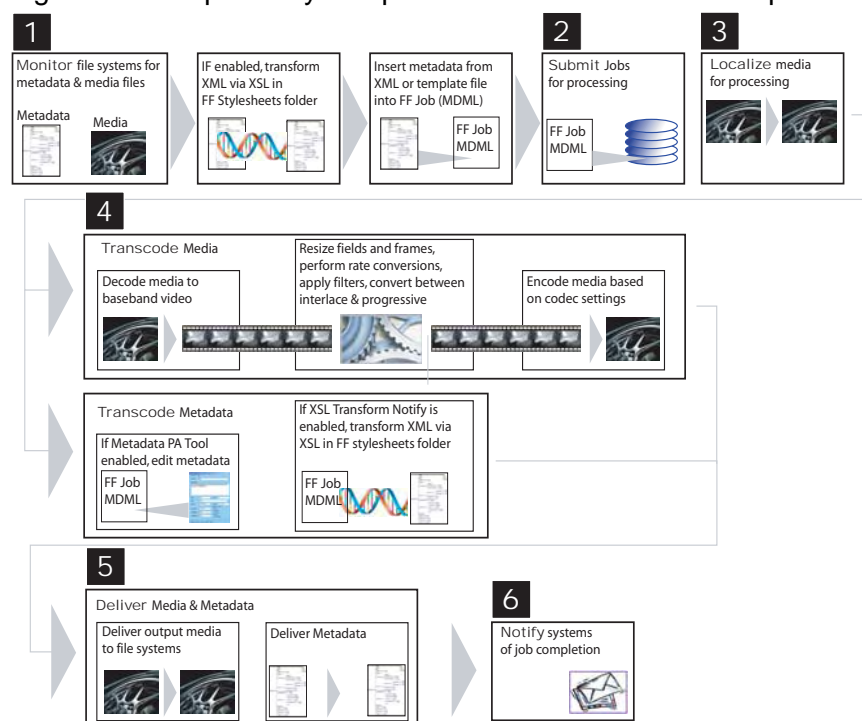 1
Monitor file systems for
metadata & media files
Metadata
Media
IF enabled, transform
XML via XSL in
FF Stylesheets folder
Insert metadata from
XML or template file
into FF Job (MDML)
FF Job
MDML
2
Submit Jobs
for processing
FF Job
MDML
3
Localize media
for processing
4
Transcode Media
Decode media to
baseband video
Resize fields and frames,
perform rate conversions,
apply filters, convert between
interlace & progressive
Encode media based
on codec settings
Transcode Metadata
If Metadata PA Tool
enabled, edit metadata
FF Job
MDML
If XSL Transform Notify is
enabled, transform XML via
XSL in FF stylesheets folder
FF Job
MDML
5
Deliver Media & Metadata
Deliver output media
to file systems
Deliver Metadata
6
Notify systems
of job completion